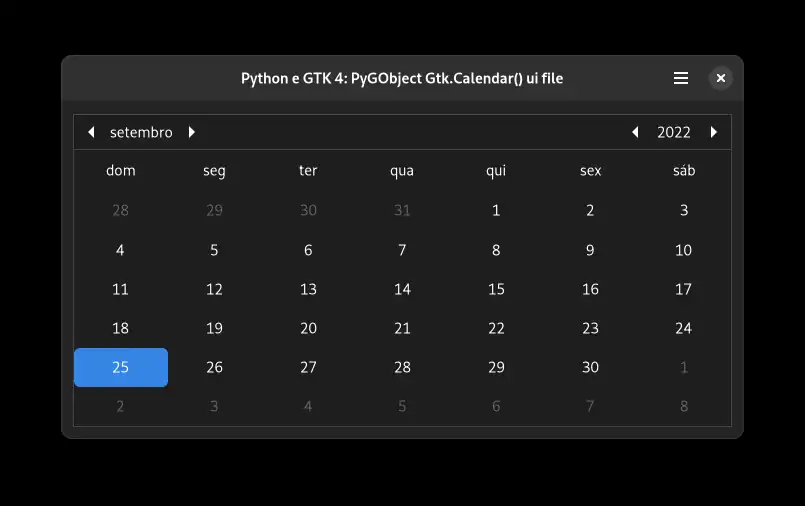 Python e GTK 4: PyGObject Gtk.Calendar() ui file
setembro 2022
dom seg ter qua qui sex sáb
28 29 30 31 1 2 3
4 5 6 7 8 9 10
11 12 13 14 15 16 17
18 19 20 21 22 23 24
25 26 27 28 29 30 1
2 3 4 5 6 7 8